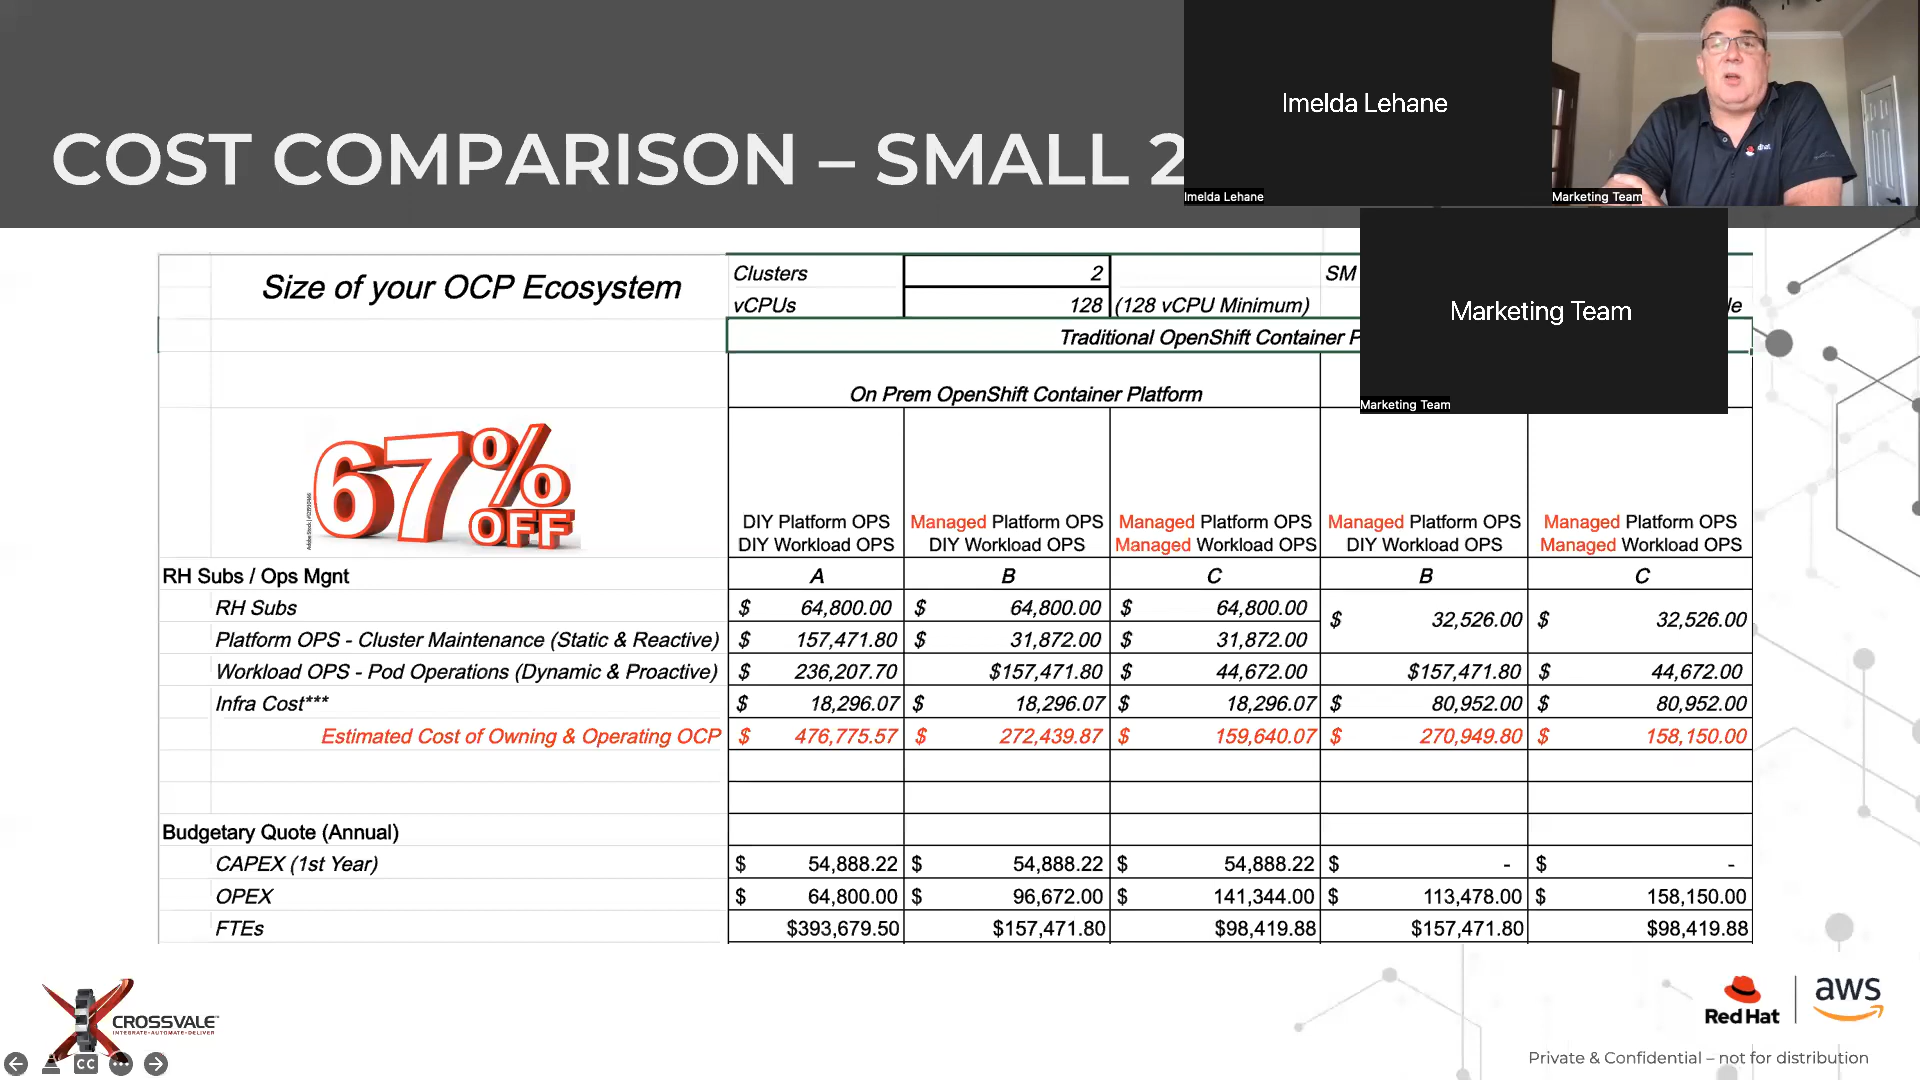 COST COMPARISON – SMALL 2
Imelda Lehane
Imelda Lehane
Marketing Team
Marketing Team
Marketing Team
Size of your OCP Ecosystem
Clusters 2 SM
vCPUs 128 (128 vCPU Minimum)
Traditional OpenShift Container P
On Prem OpenShift Container Platform
67% OFF
DIY Platform OPS Managed Platform OPS Managed Platform OPS Managed Platform OPS Managed Platform OPS
DIY Workload OPS DIY Workload OPS Managed Workload OPS DIY Workload OPS Managed Workload OPS
RH Subs / Ops Mgnt A B C B C
RH Subs $ 64,800.00 $ 64,800.00 $ 64,800.00 $ 32,526.00 $ 32,526.00
Platform OPS - Cluster Maintenance (Static & Reactive) $ 157,471.80 $ 31,872.00 $ 31,872.00
Workload OPS - Pod Operations (Dynamic & Proactive) $ 236,207.70 $157,471.80 $ 44,672.00 $157,471.80 $ 44,672.00
Infra Cost*** $ 18,296.07 $ 18,296.07 $ 18,296.07 $ 80,952.00 $ 80,952.00
Estimated Cost of Owning & Operating OCP $ 476,775.57 $ 272,439.87 $ 159,640.07 $ 270,949.80 $ 158,150.00
Budgetary Quote (Annual)
CAPEX (1st Year) $ 54,888.22 $ 54,888.22 $ 54,888.22 $ - $ -
OPEX $ 64,800.00 $ 96,672.00 $ 141,344.00 $ 113,478.00 $ 158,150.00
FTEs $393,679.50 $157,471.80 $98,419.88 $157,471.80 $98,419.88
CROSSVALE
INTEGRATE-AUTOMATE-DELIVER
CC
Red Hat
aws
Private & Confidential – not for distribution